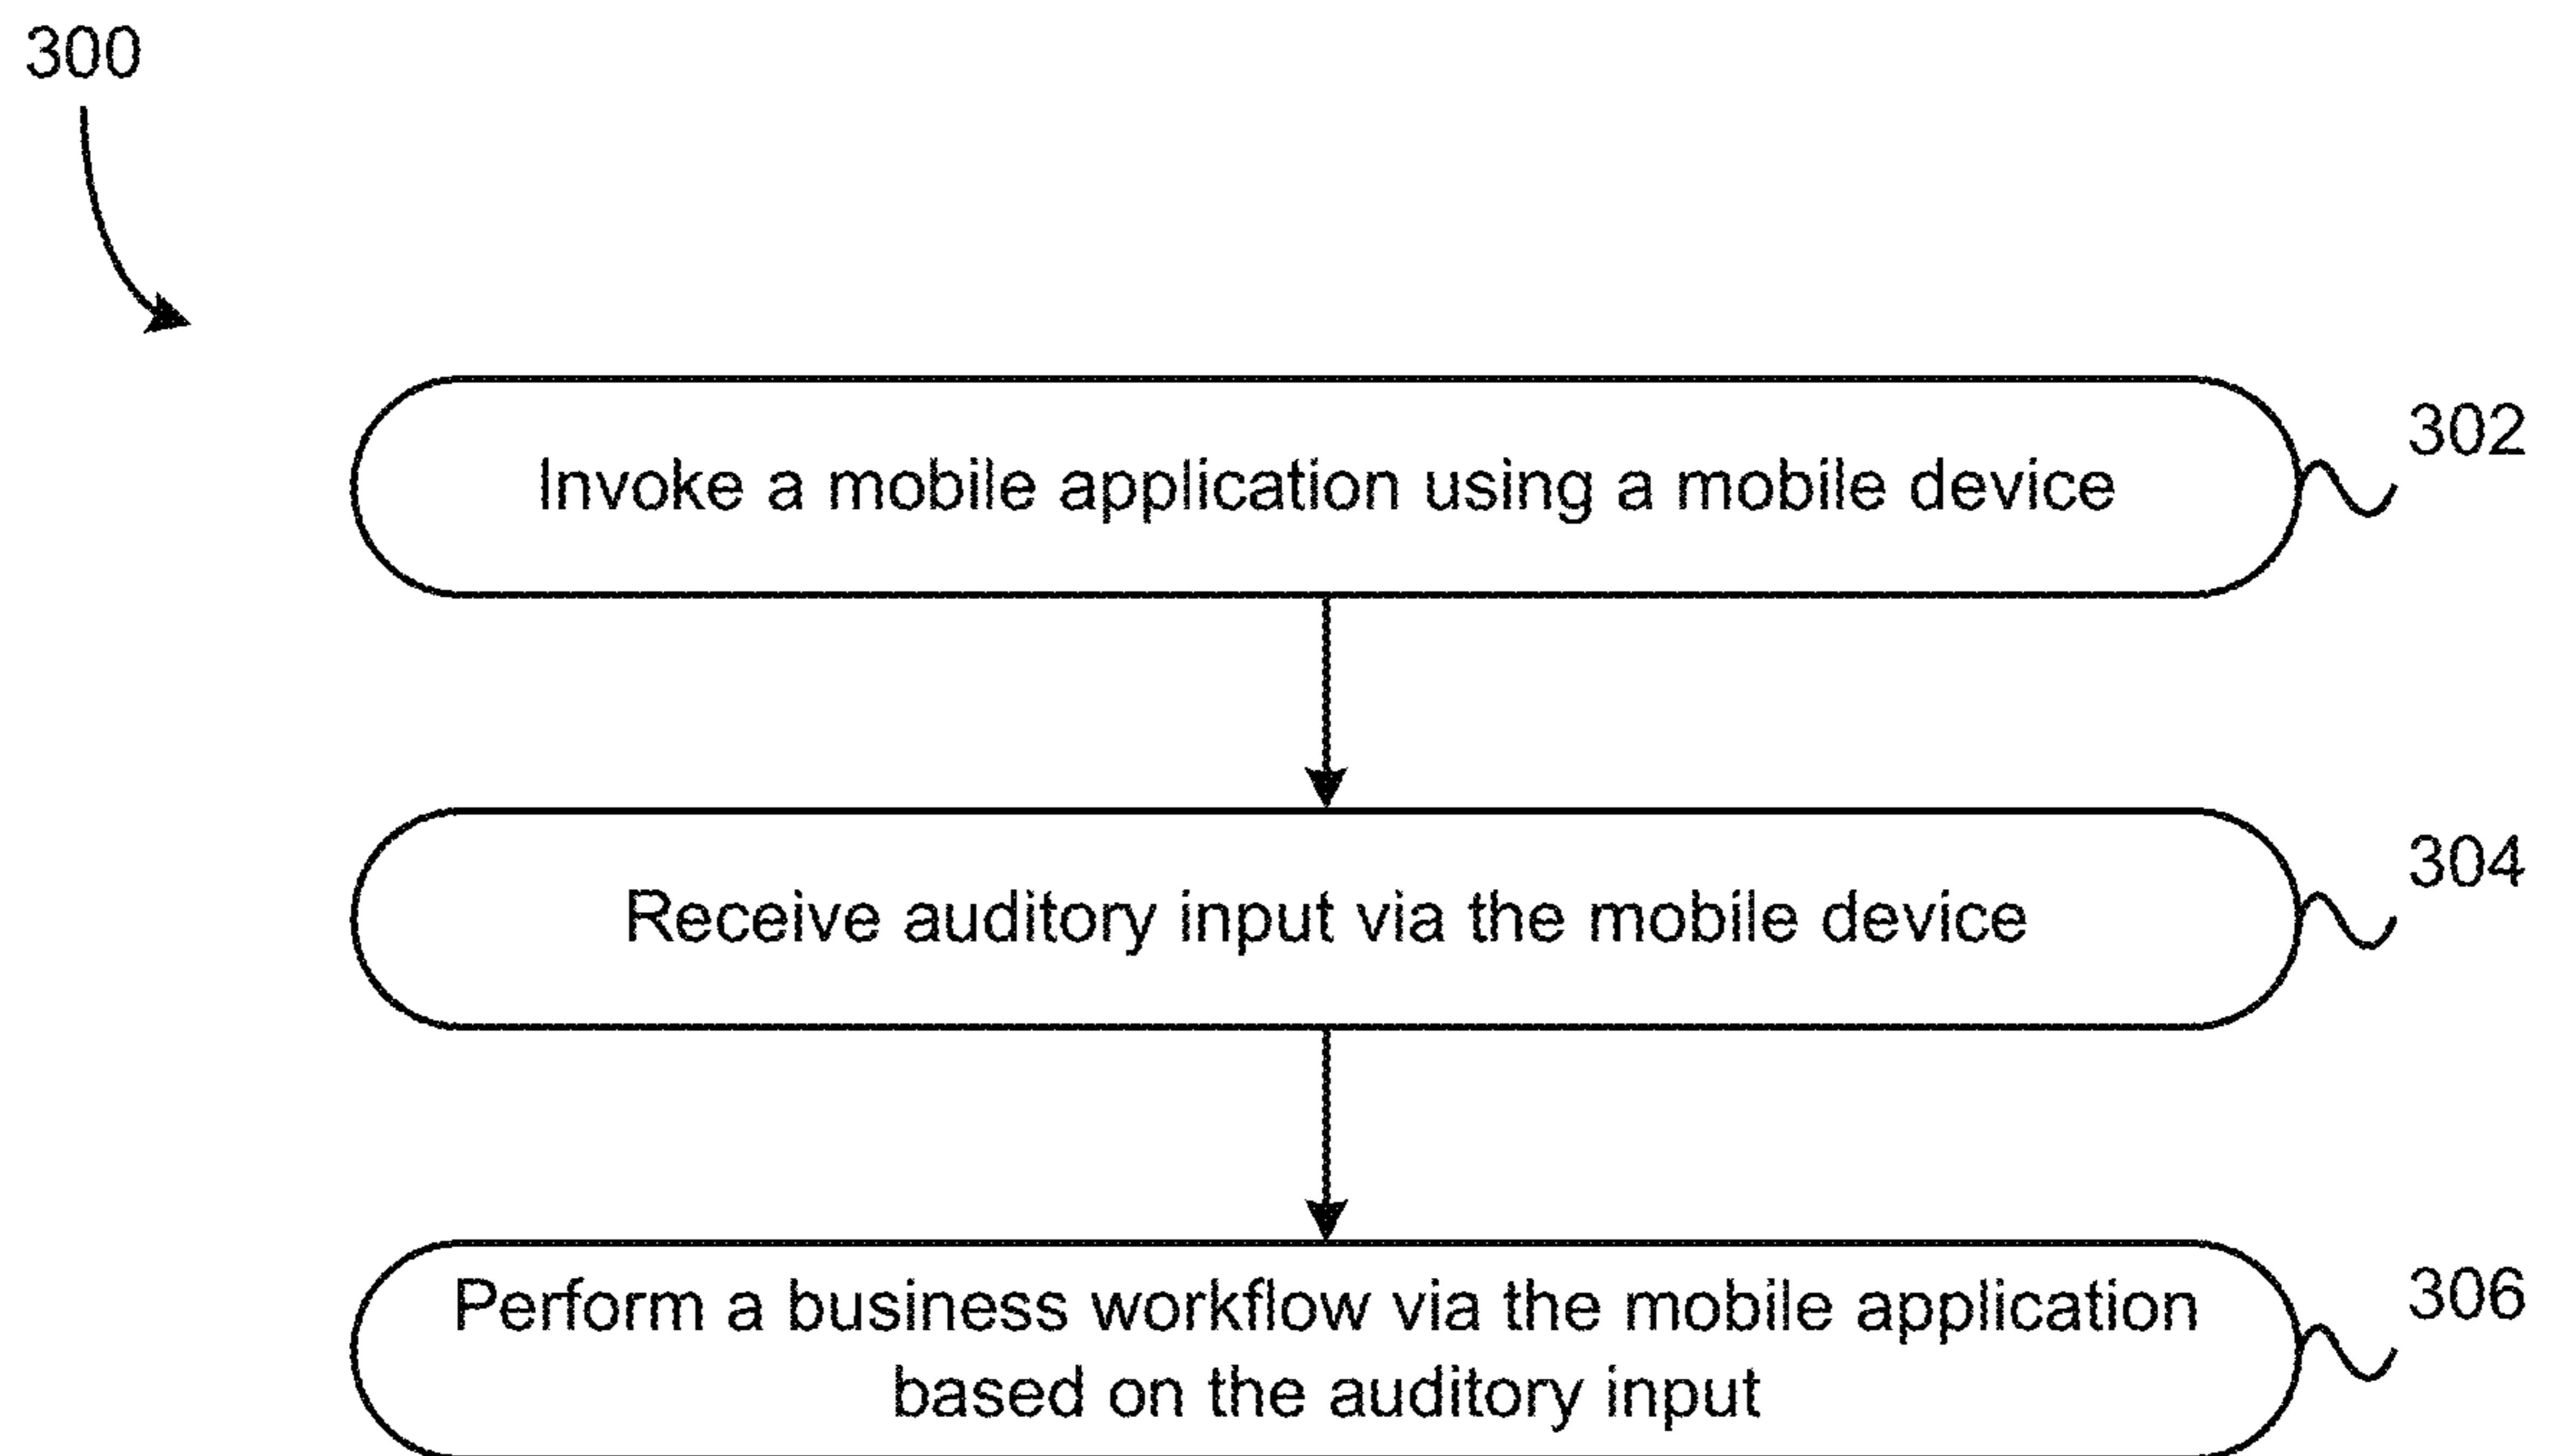 300
302
Invoke a mobile application using a mobile device
304
Receive auditory input via the mobile device
306
Perform a business workflow via the mobile application
based on the auditory input